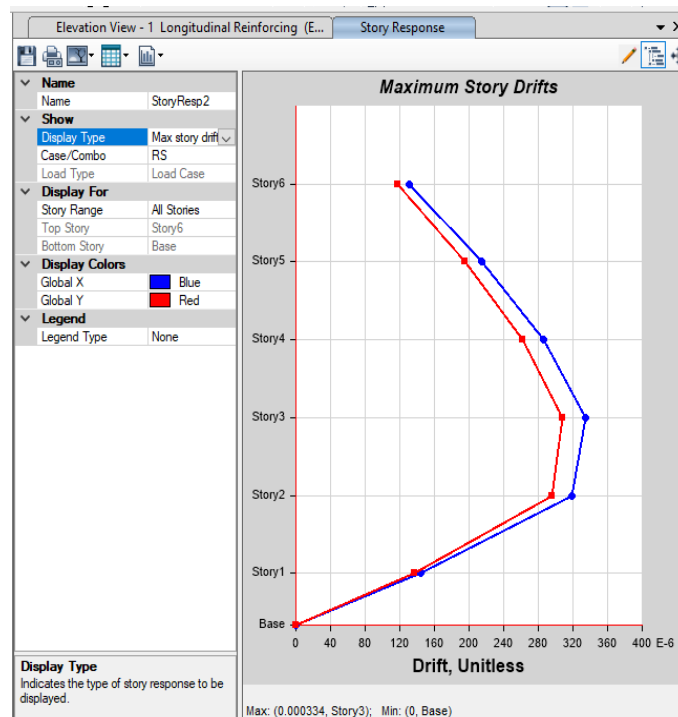 Elevation View - 1 Longitudinal Reinforcing (E...
Story Response
Name
Name StoryResp2
Show
Display Type Max story drift
Case/Combo RS
Load Type Load Case
Display For
Story Range All Stories
Top Story Story6
Bottom Story Base
Display Colors
Global X Blue
Global Y Red
Legend
Legend Type None
Display Type
Indicates the type of story response to be
displayed.
Maximum Story Drifts
Story6
Story5
Story4
Story3
Story2
Story1
Base
0 40 80 120 160 200 240 280 320 360 400 E-6
Drift, Unitless
Max: (0.000334, Story3); Min: (0, Base)